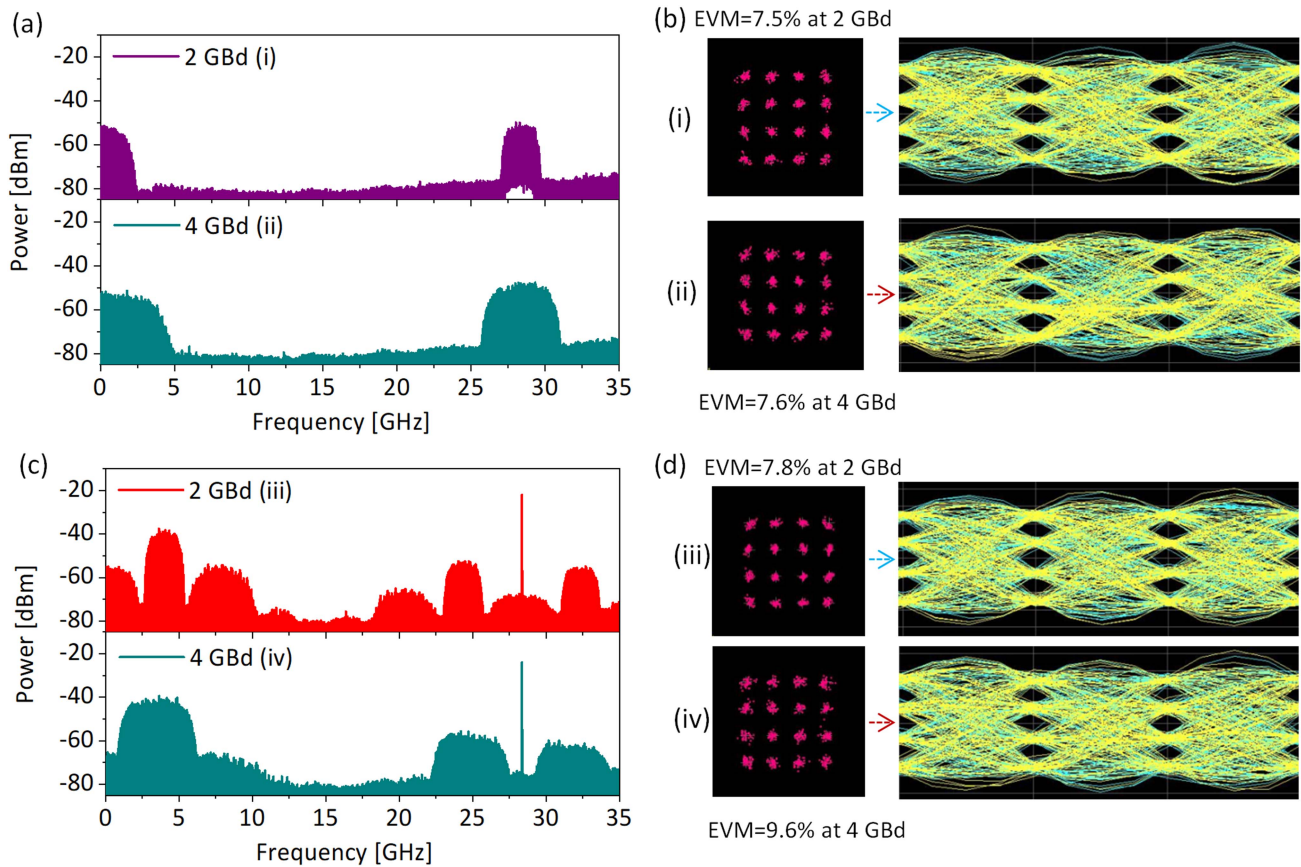 (a)
2 GBd (i)
4 GBd (ii)
-20
-40
-60
-80
-20
-40
-60
-80
Power [dBm]
0 5 10 15 20 25 30 35
Frequency [GHz]
(b)
EVM=7.5% at 2 GBd
(i)
(ii)
EVM=7.6% at 4 GBd
(c)
2 GBd (iii)
4 GBd (iv)
-20
-40
-60
-80
-20
-40
-60
-80
Power [dBm]
0 5 10 15 20 25 30 35
Frequency [GHz]
(d)
EVM=7.8% at 2 GBd
(iii)
(iv)
EVM=9.6% at 4 GBd